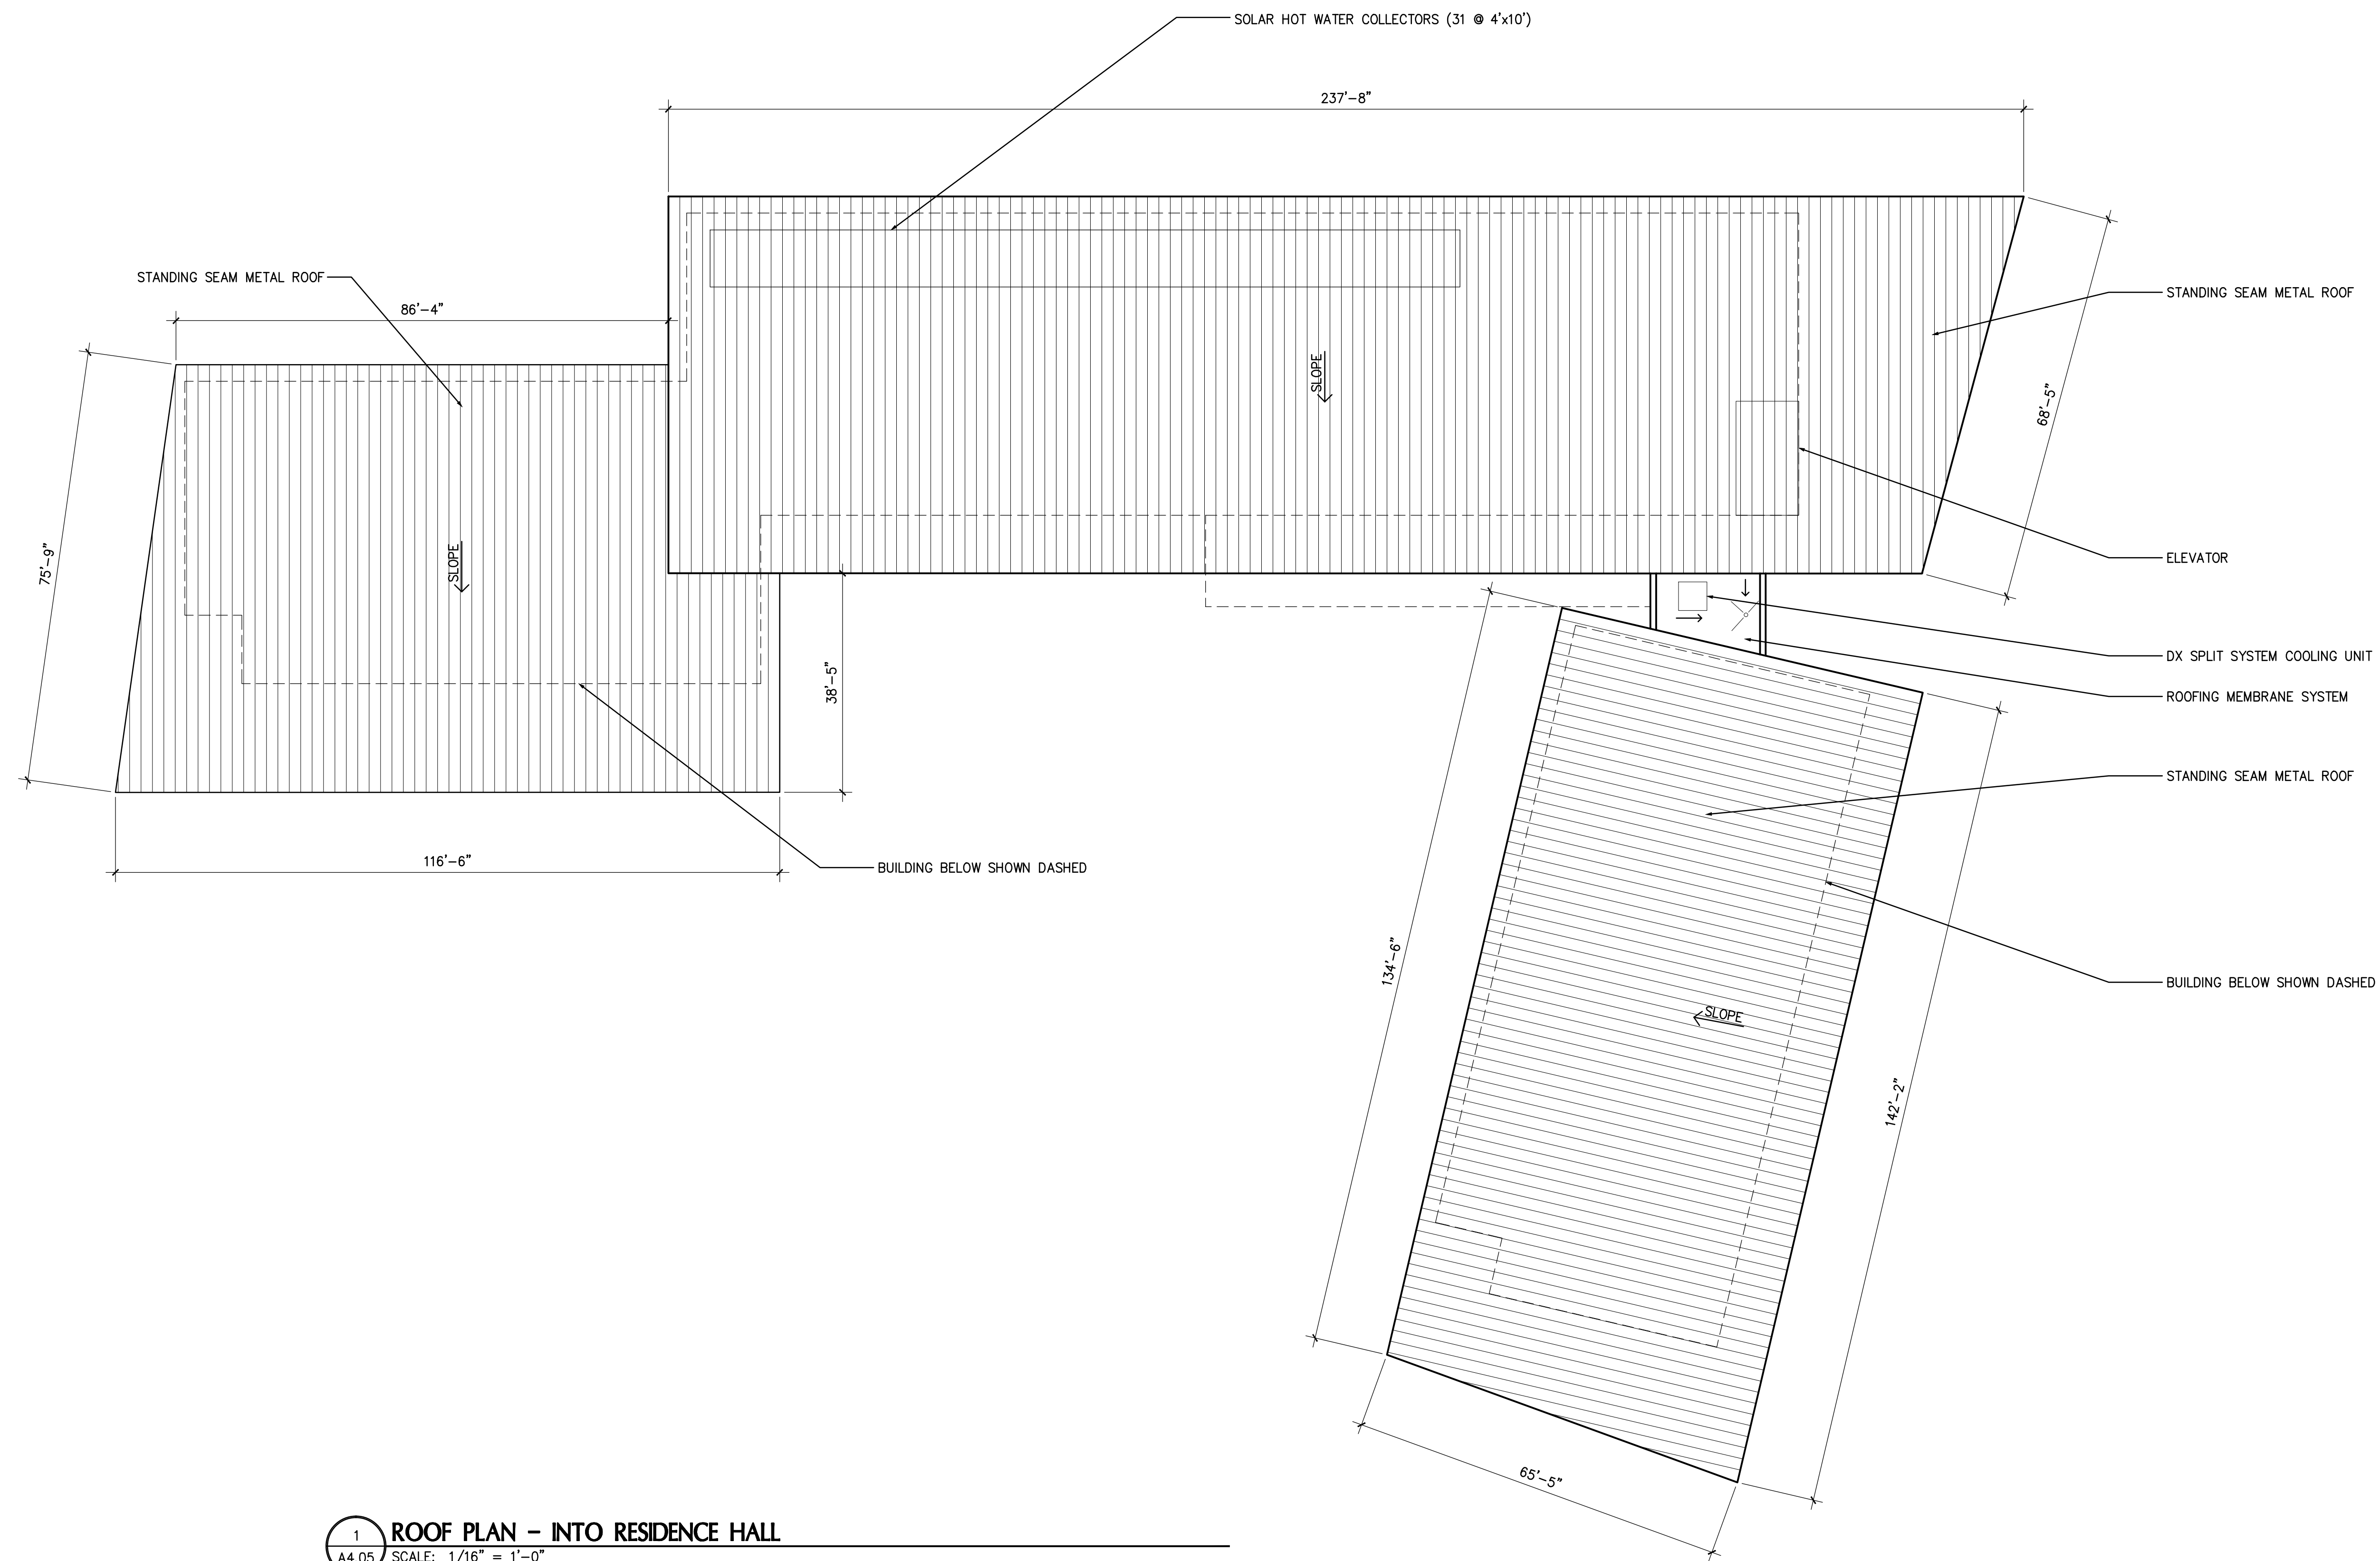 SOLAR HOT WATER COLLECTORS (31 @ 4'x10')
237'-8"
STANDING SEAM METAL ROOF
86'-4"
STANDING SEAM METAL ROOF
SLOPE
68'-5"
75'-9"
SLOPE
ELEVATOR
38'-5"
DX SPLIT SYSTEM COOLING UNIT
ROOFING MEMBRANE SYSTEM
STANDING SEAM METAL ROOF
116'-6"
BUILDING BELOW SHOWN DASHED
134'-6"
BUILDING BELOW SHOWN DASHED
SLOPE
142'-2"
65'-5"
1
ROOF PLAN - INTO RESIDENCE HALL
A4.05
SCALE: 1/16" = 1'-0"